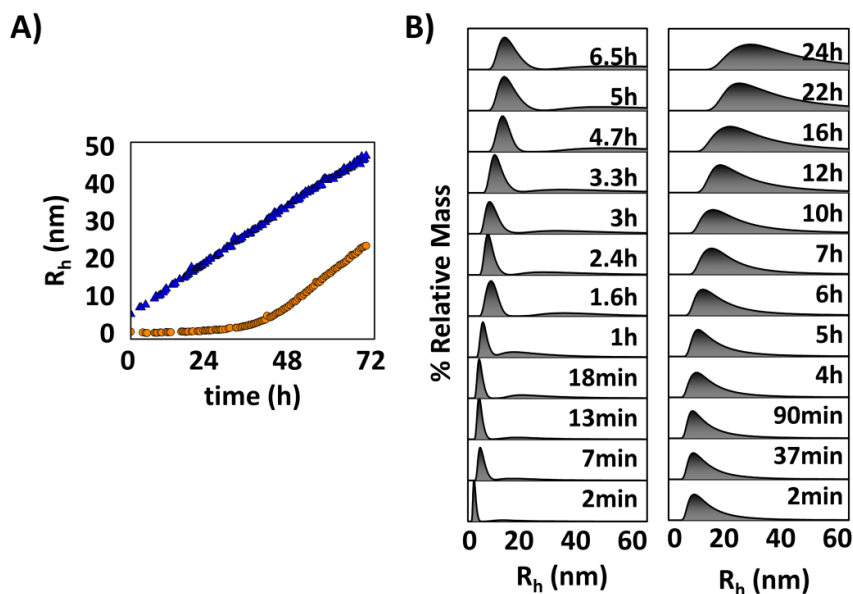 A)
50
40
30
20
10
0
R_h (nm)
0 24 48 72
time (h)
B)
% Relative Mass
6.5h
5h
4.7h
3.3h
3h
2.4h
1.6h
1h
18min
13min
7min
2min
0 20 40 60
R_h (nm)
24h
22h
16h
12h
10h
7h
6h
5h
4h
90min
37min
2min
0 20 40 60
R_h (nm)